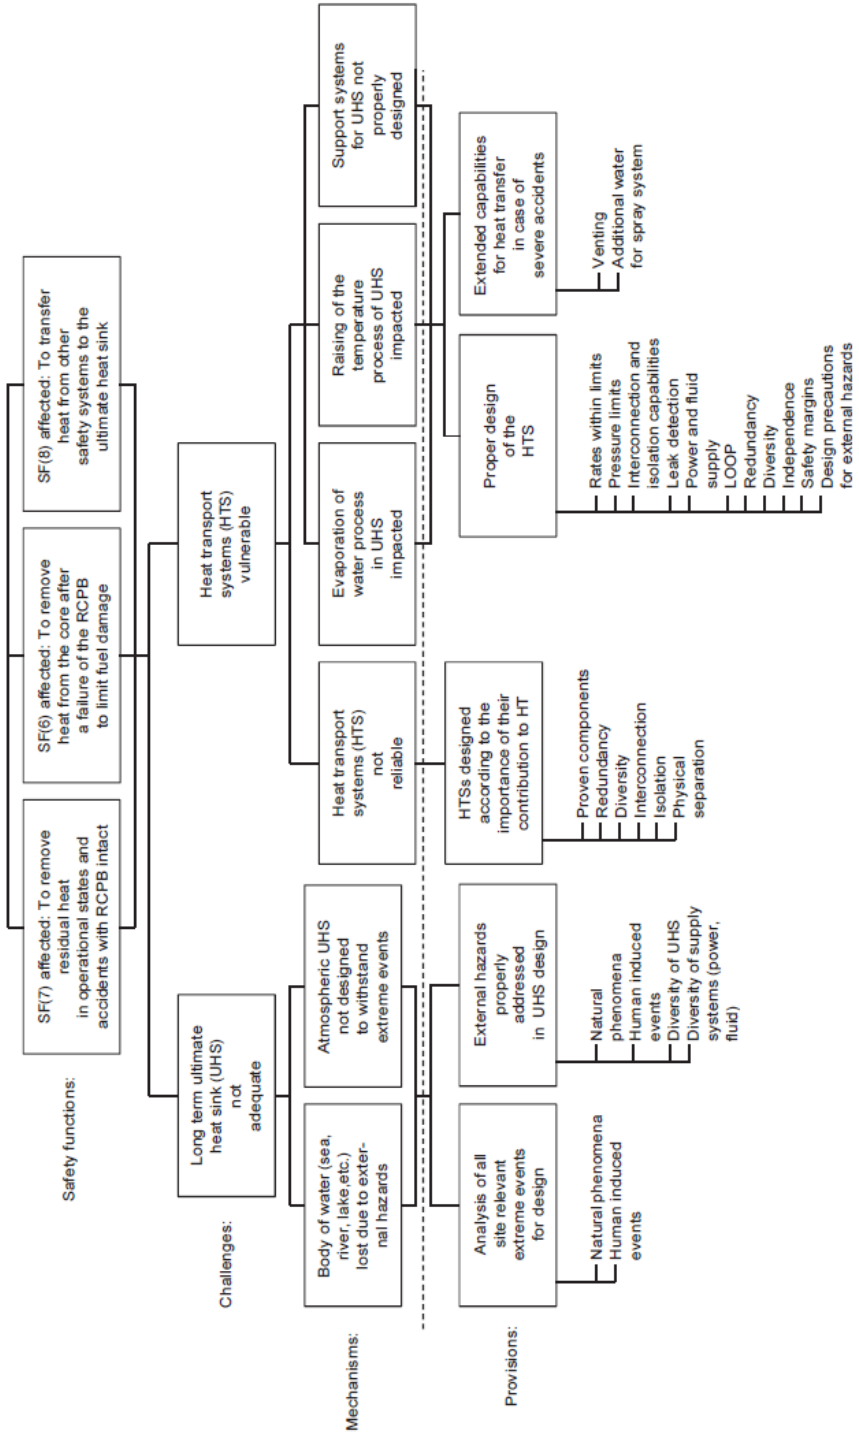 Safety functions:
SF(7) affected: To remove
residual heat
in operational states and
accidents with RCPB intact
SF(6) affected: To remove
heat from the core after
a failure of the RCPB
to limit fuel damage
SF(8) affected: To transfer
heat from other
safety systems to the
ultimate heat sink
Challenges:
Long term ultimate
heat sink (UHS)
not
adequate
Heat transport
systems (HTS)
vulnerable
Mechanisms:
Body of water (sea,
river, lake,etc.)
lost due to exter-
nal hazards
Atmospheric UHS
not designed
to withstand
extreme events
Heat transport
systems (HTS)
not
reliable
Evaporation of
water process
in UHS
impacted
Raising of the
temperature
process of UHS
impacted
Support systems
for UHS not
properly
designed
Provisions:
Analysis of all
site relevant
extreme events
for design
Natural phenomena
Human induced
events
External hazards
properly
addressed
in UHS design
Natural
phenomena
Human induced
events
Diversity of UHS
Diversity of supply
systems (power,
fluid)
HTSs designed
according to the
importance of their
contribution to HT
Proven components
Redundancy
Diversity
Interconnection
Isolation
Physical
separation
Proper design
of the
HTS
Rates within limits
Pressure limits
Interconnection and
isolation capabilities
Leak detection
Power and fluid
supply
LOOP
Redundancy
Diversity
Independence
Safety margins
Design precautions
for external hazards
Extended capabilities
for heat transfer
in case of
severe accidents
Venting
Additional water
for spray system